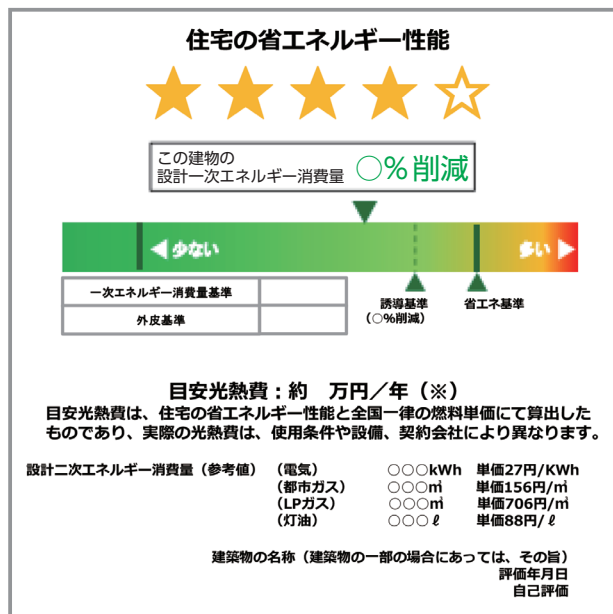 住宅の省エネルギー性能
この建物の
設計一次エネルギー消費量 ○%削減
少ない 多い
一次エネルギー消費量基準
外皮基準
誘導基準
(○%削減)
省エネ基準
目安光熱費：約　万円／年（※）
目安光熱費は、住宅の省エネルギー性能と全国一律の燃料単価にて算出した
ものであり、実際の光熱費は、使用条件や設備、契約会社により異なります。
設計二次エネルギー消費量（参考値） （電気） ○○○kWh 単価27円/KWh
（都市ガス） ○○○㎥ 単価156円/㎥
（LPガス） ○○○㎥ 単価706円/㎥
（灯油） ○○○ℓ 単価88円/ℓ
建築物の名称（建築物の一部の場合にあっては、その旨）
評価年月日
自己評価